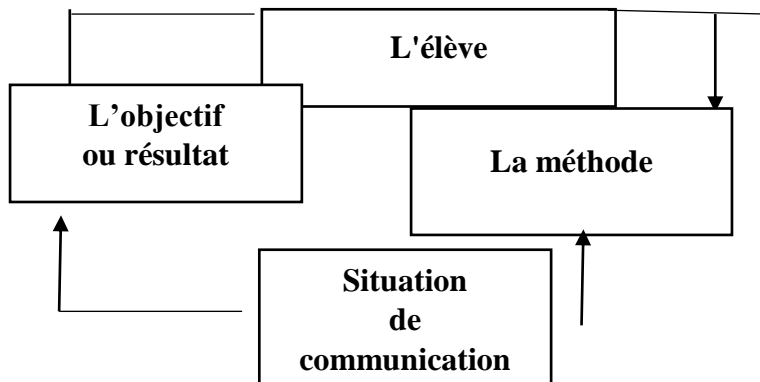 L'élève
L’objectif
ou résultat
La méthode
Situation
de
communication